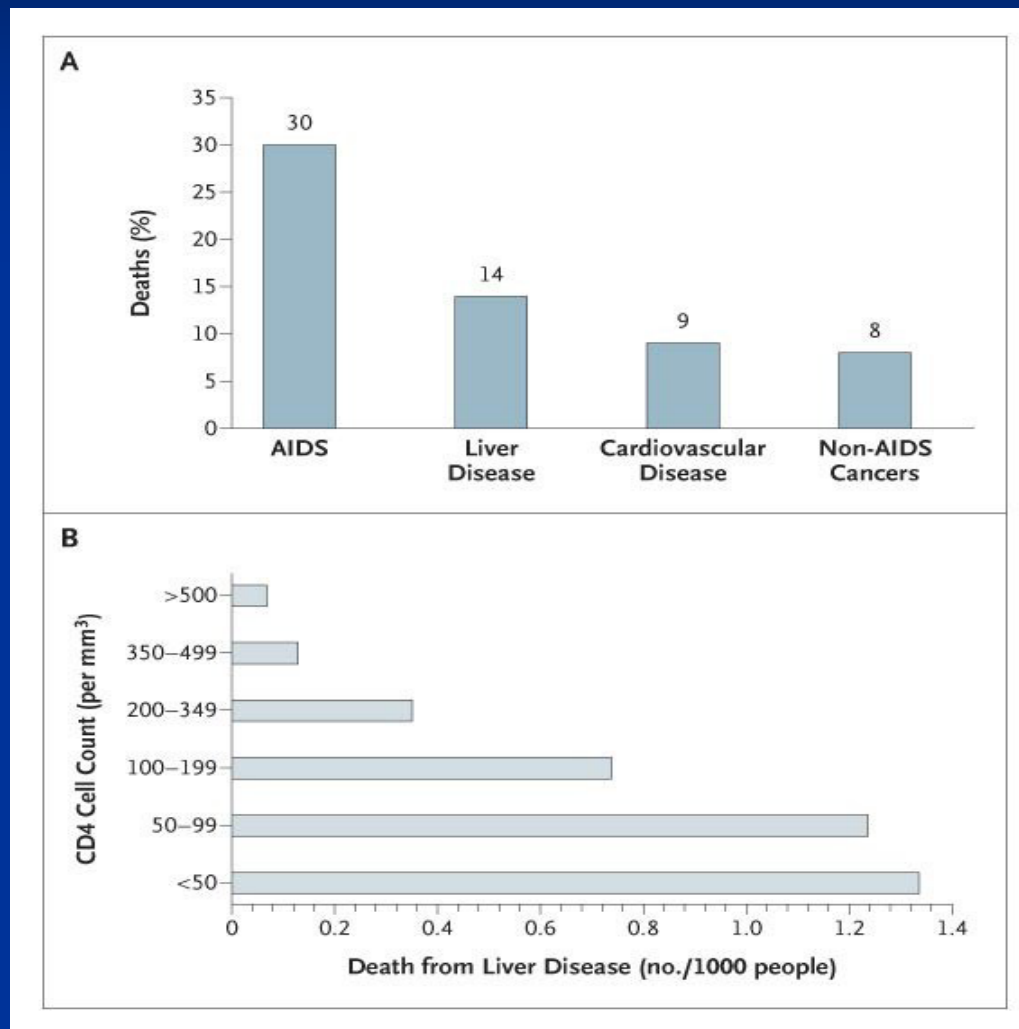 A
35
30
25
20
15
10
5
0
Deaths (%)
30
14
9
8
AIDS
Liver
Disease
Cardiovascular
Disease
Non-AIDS
Cancers
B
CD4 Cell Count (per mm³)
>500
350–499
200–349
100–199
50–99
<50
0 0.2 0.4 0.6 0.8 1.0 1.2 1.4
Death from Liver Disease (no./1000 people)